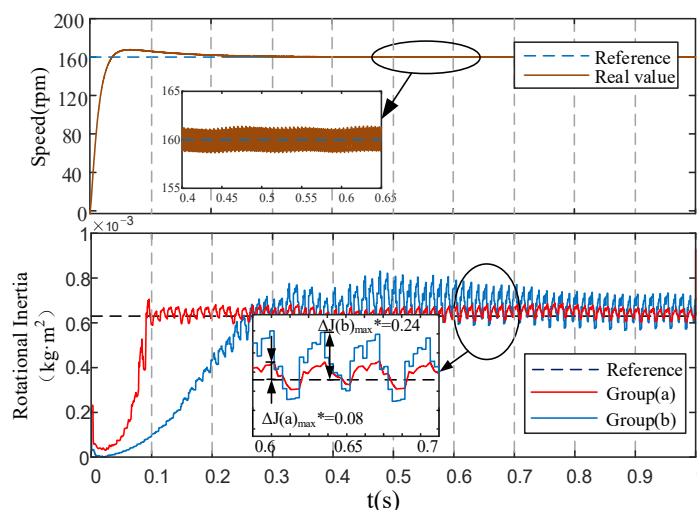 200
160
120
80
40
0
Speed(rpm)
Reference
Real value
165
160
155
0.4 0.45 0.5 0.55 0.6 0.65
×10⁻³
1
0.8
0.6
0.4
0.2
0
Rotational Inertia
（kg·m²）
ΔJ(b)max*=0.24
ΔJ(a)max*=0.08
0.6 0.65 0.7
Reference
Group(a)
Group(b)
0 0.1 0.2 0.3 0.4 0.5 0.6 0.7 0.8 0.9 1
t(s)